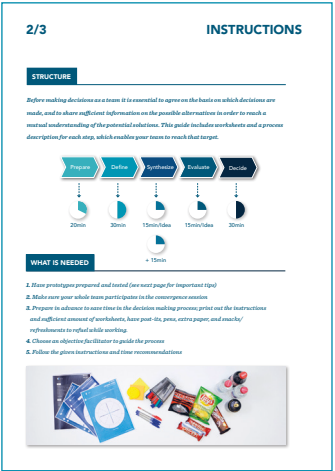 2/3
INSTRUCTIONS
STRUCTURE
Before making decisions as a team it is essential to agree on the basis on which decisions are
made, and to share sufficient information on the possible alternatives in order to reach a
mutual understanding of the potential solutions. This guide includes worksheets and a process
description for each step, which enables your team to reach that target.
Prepare Define Synthesize Evaluate Decide
20min 30min 15min/idea 15min/idea 30min
+ 15min
WHAT IS NEEDED
1. Have prototypes prepared and tested (see next page for important tips)
2. Make sure your whole team participates in the convergence session
3. Prepare in advance to save time in the decision making process; print out the instructions
and sufficient amount of worksheets, have post-its, pens, extra paper, and snacks/
refreshments to refuel while working.
4. Choose an objective facilitator to guide the process
5. Follow the given instructions and time recommendations